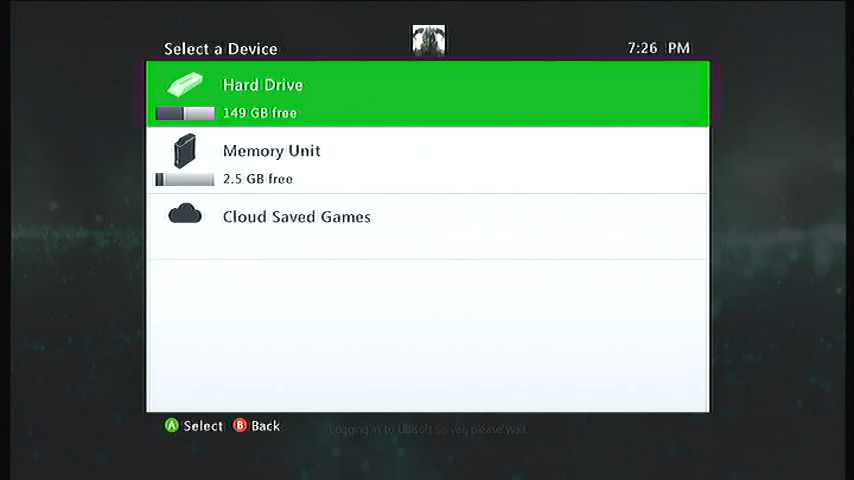 Select a Device
7:26 PM
Hard Drive
149 GB free
Memory Unit
2.5 GB free
Cloud Saved Games
A Select B Back
Logging in to Ubisoft server, please wait